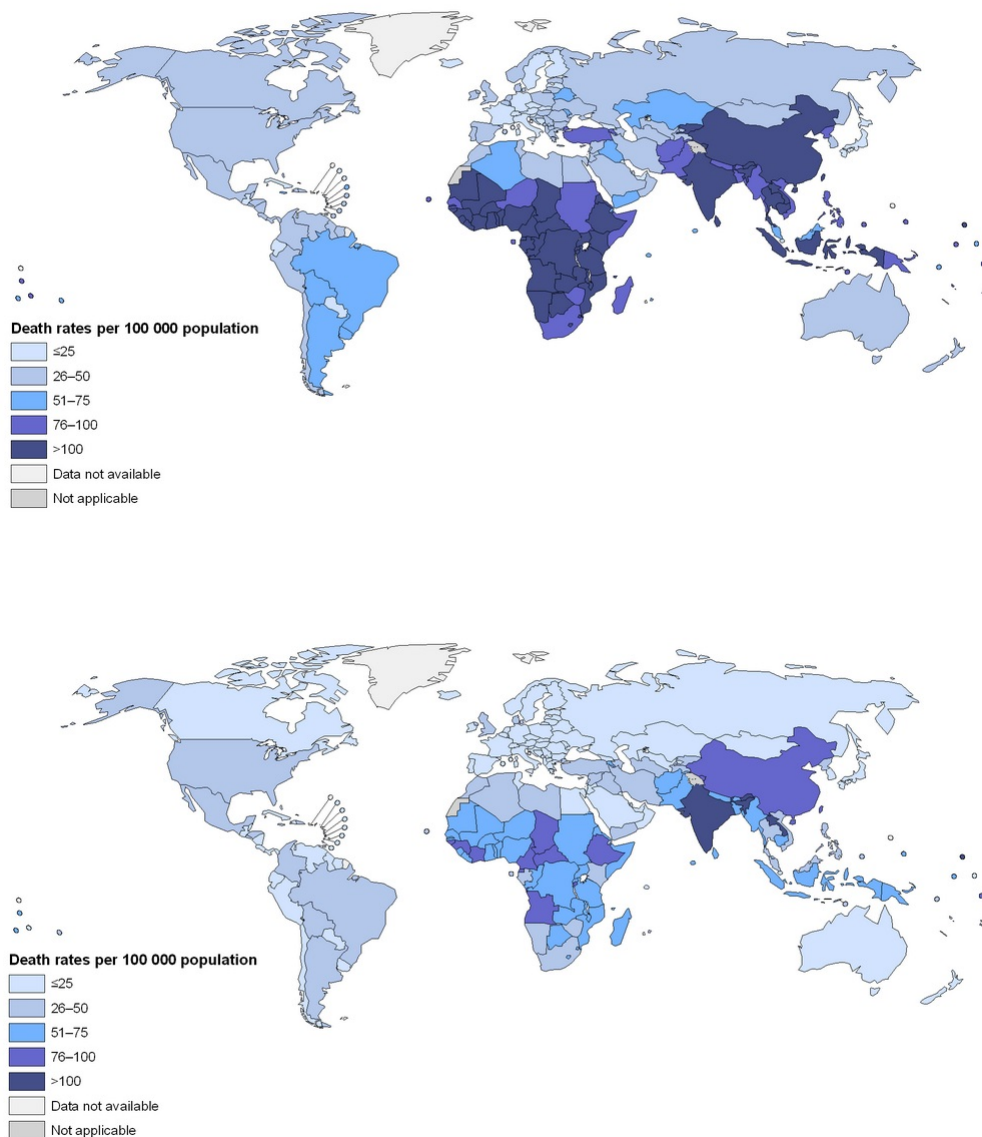 Death rates per 100 000 population
≤25
26–50
51–75
76–100
>100
Data not available
Not applicable
Death rates per 100 000 population
≤25
26–50
51–75
76–100
>100
Data not available
Not applicable